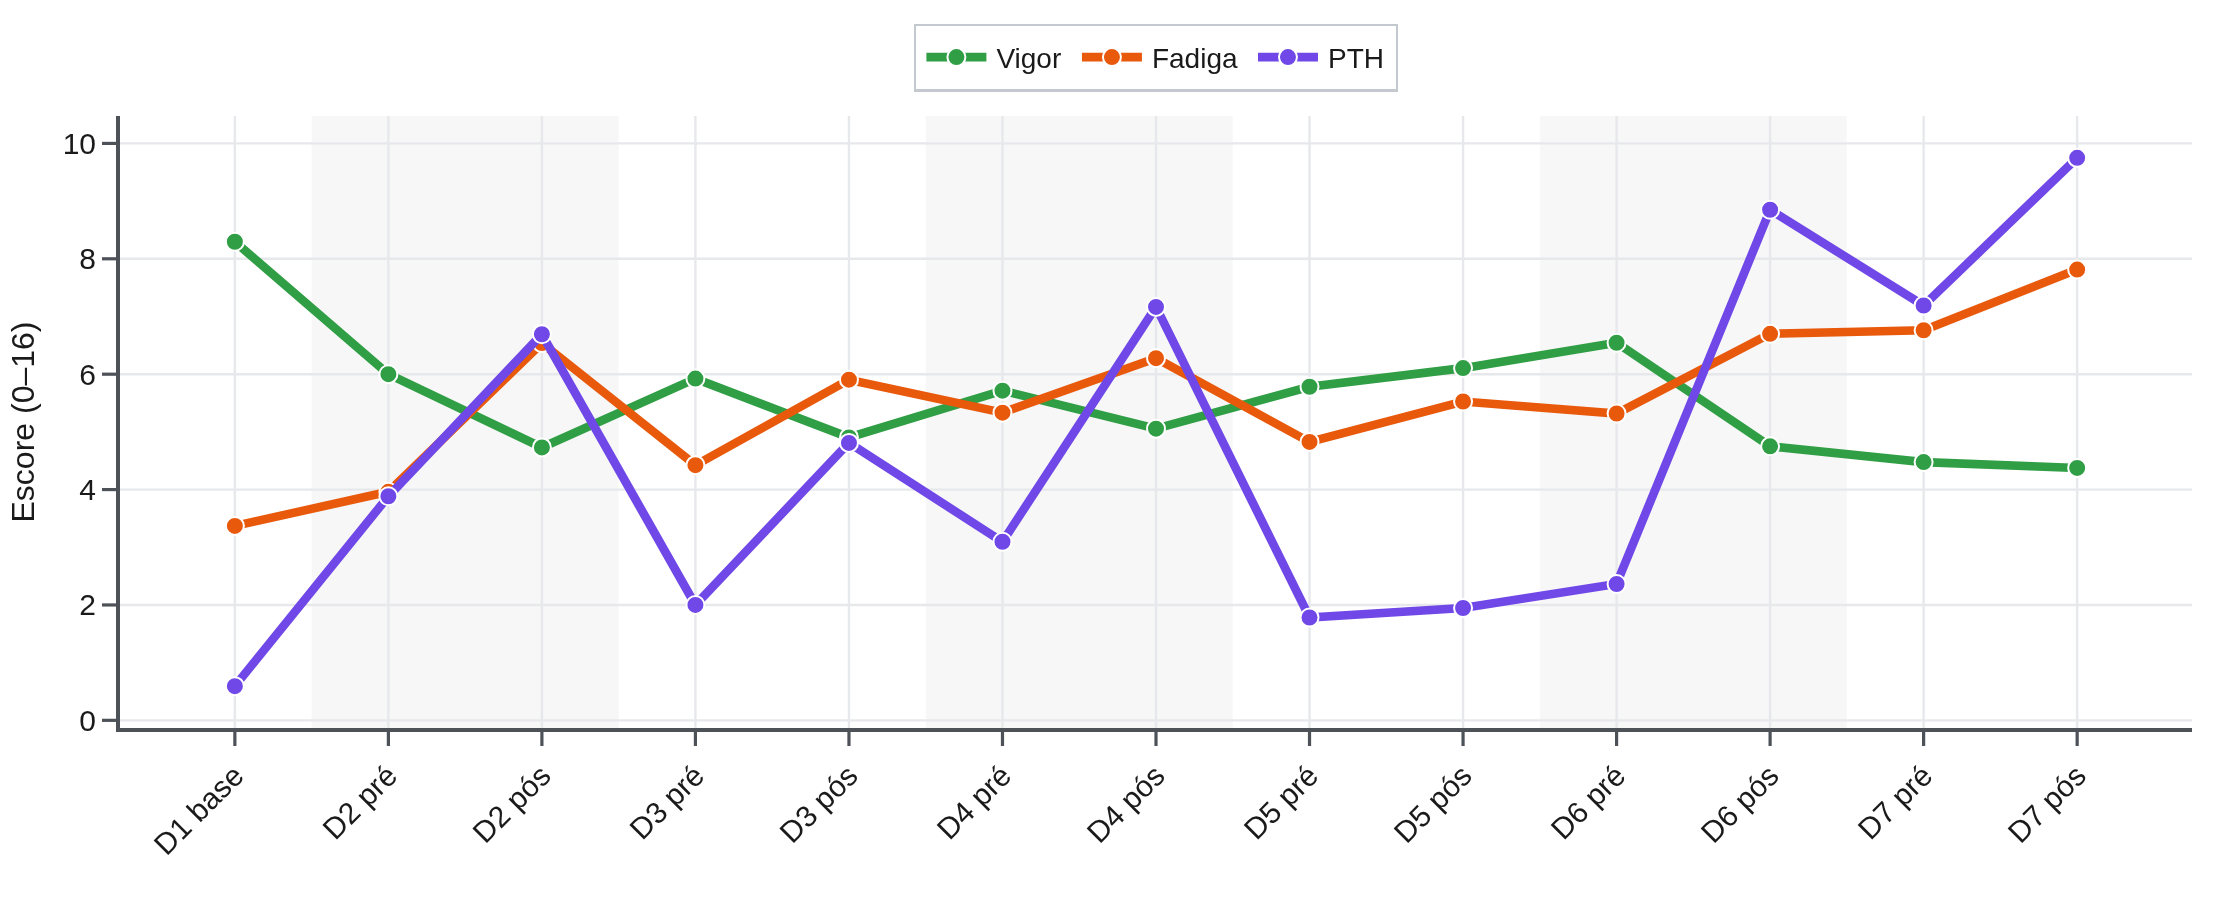 Vigor Fadiga PTH
Escore (0–16)
10
8
6
4
2
0
D1 base
D2 pré
D2 pós
D3 pré
D3 pós
D4 pré
D4 pós
D5 pré
D5 pós
D6 pré
D6 pós
D7 pré
D7 pós